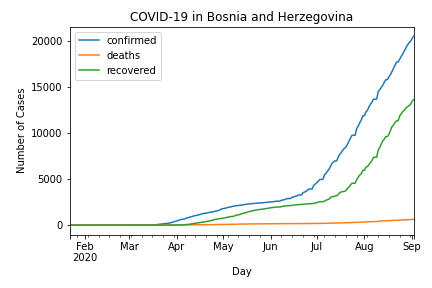 COVID-19 in Bosnia and Herzegovina
confirmed
deaths
recovered
Number of Cases
20000
15000
10000
5000
0
Feb Mar Apr May Jun Jul Aug Sep
2020
Day